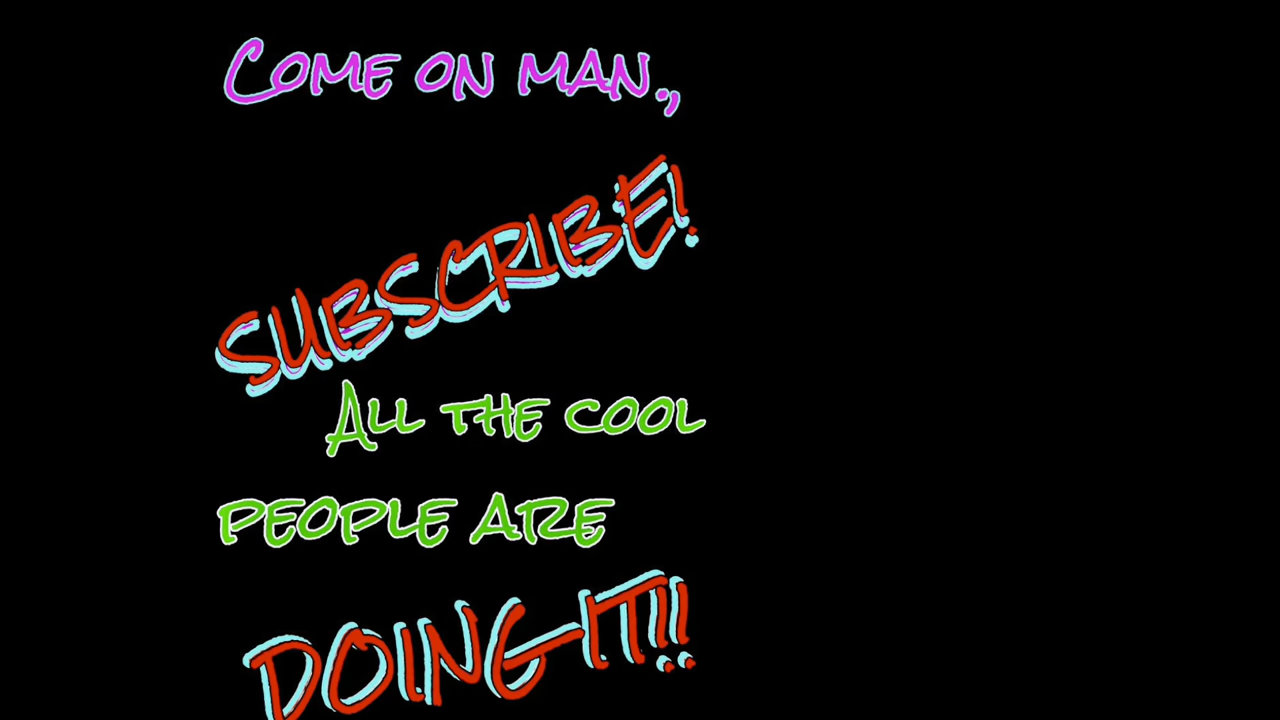 Come on man.,
SUBSCRIBE!
All the cool
people are
DOING IT!!